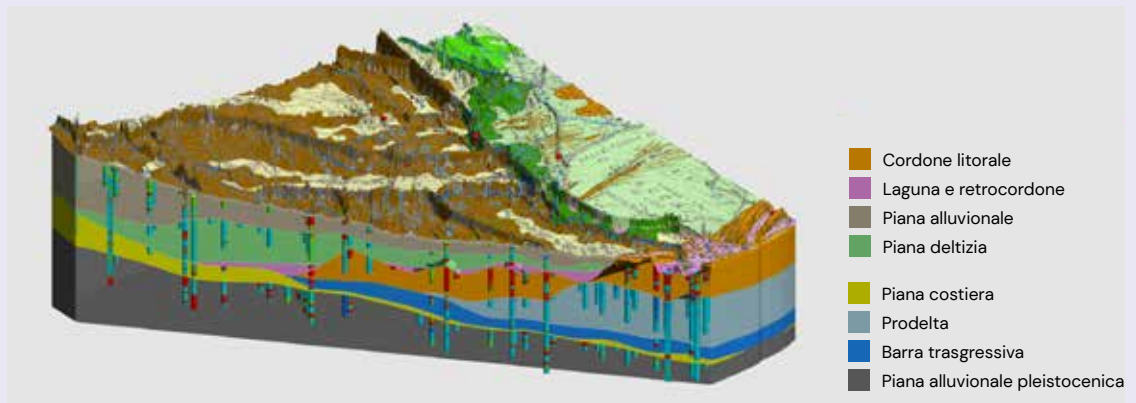 Cordone litorale
Laguna e retrocordone
Piana alluvionale
Piana deltizia
Piana costiera
Prodelta
Barra trasgressiva
Piana alluvionale pleistocenica